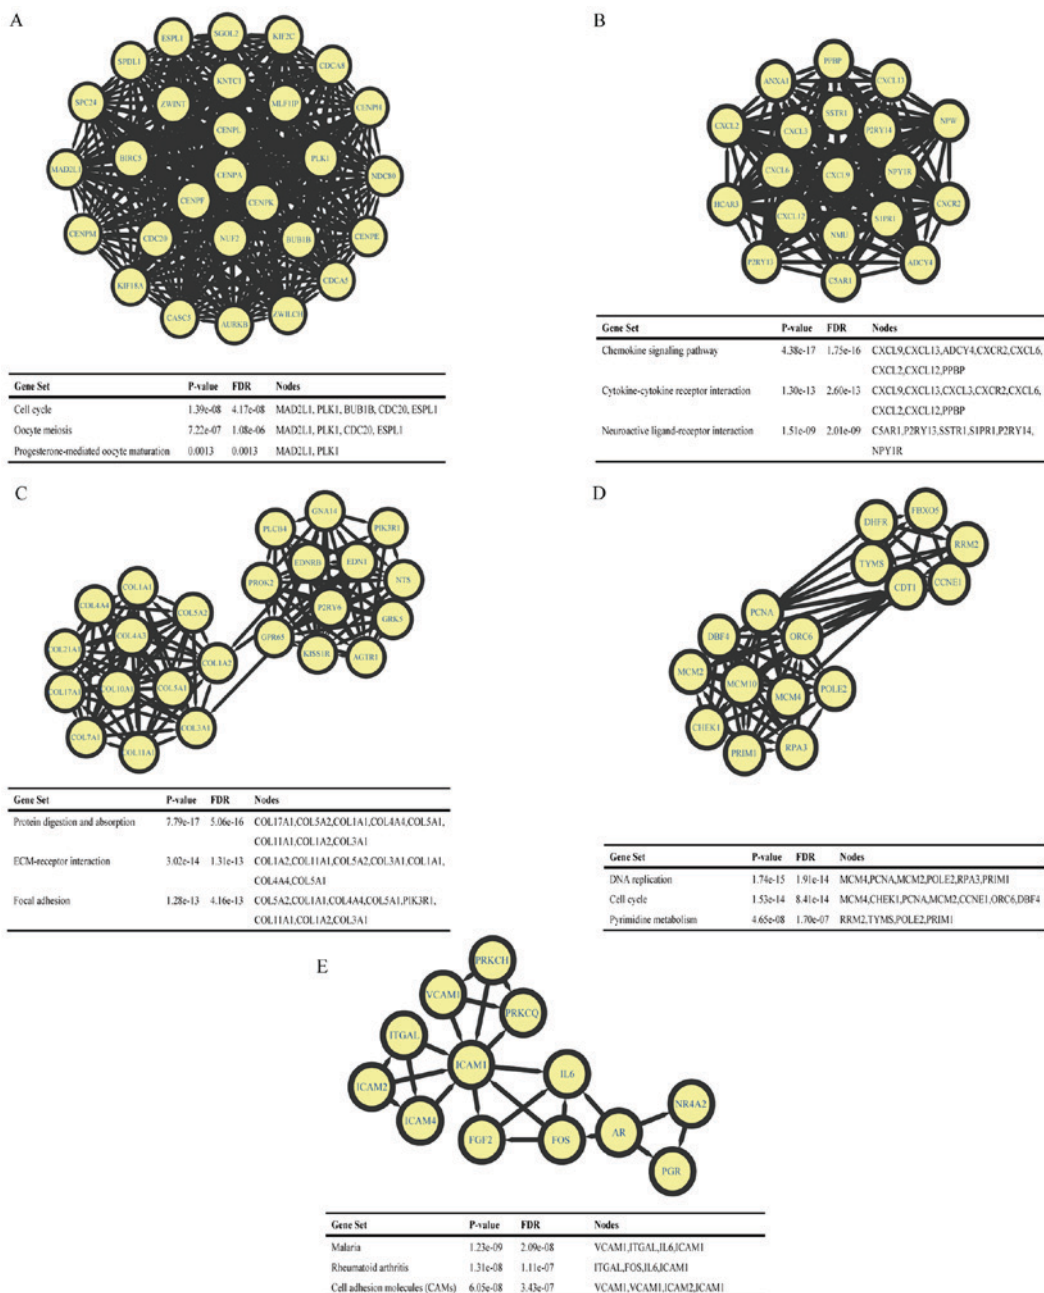 A
ESPL1
SGOL2
KIF2C
SPDL1
CDCA8
KNTC1
SPC24
ZWINT
MLF1IP
CENPH
CENPL
BIRC5
PLK1
MAD2L1
CENPA
NDC80
CENPF
CENPK
CENPM
CDC20
NUF2
BUB1B
CENPE
KIF18A
CDCA5
CASC5
AURKB
ZWILCH
Gene Set P-value FDR Nodes
Cell cycle 1.39e-08 4.17e-08 MAD2L1, PLK1, BUB1B, CDC20, ESPL1
Oocyte meiosis 7.22e-07 1.08e-06 MAD2L1, PLK1, CDC20, ESPL1
Progesterone-mediated oocyte maturation 0.0013 0.0013 MAD2L1, PLK1
B
PPBP
ANXA1
CXCL13
SSTR1
CXCL2
CXCL3
P2RY14
NPW
CXCL6
CXCL9
NPY1R
HCAR3
CXCL12
S1PR1
CXCR2
NMU
P2RY13
ADCY4
C5AR1
Gene Set P-value FDR Nodes
Chemokine signaling pathway 4.38e-17 1.75e-16 CXCL9,CXCL13,ADCY4,CXCR2,CXCL6,
CXCL2,CXCL12,PPBP
Cytokine-cytokine receptor interaction 1.30e-13 2.60e-13 CXCL9,CXCL13,CXCL3,CXCR2,CXCL6,
CXCL2,CXCL12,PPBP
Neuroactive ligand-receptor interaction 1.51e-09 2.01e-09 C5AR1,P2RY13,SSTR1,S1PR1,P2RY14,
NPY1R
C
GNA14
PLCB4
PIK3R1
EDNRB
EDN1
PROK2
NTS
P2RY6
GRK5
GPR65
KISS1R
AGTR1
COL1A1
COL4A4
COL5A2
COL4A3
COL21A1
COL1A2
COL17A1
COL10A1
COL5A1
COL7A1
COL3A1
COL11A1
Gene Set P-value FDR Nodes
Protein digestion and absorption 7.79e-17 5.06e-16 COL17A1,COL5A2,COL1A1,COL4A4,COL5A1,
COL11A1,COL1A2,COL3A1
ECM-receptor interaction 3.02e-14 1.31e-13 COL1A2,COL11A1,COL5A2,COL3A1,COL1A1,
COL4A4,COL5A1
Focal adhesion 1.28e-13 4.16e-13 COL5A2,COL1A1,COL4A4,COL5A1,PIK3R1,
COL11A1,COL1A2,COL3A1
D
DHFR
FBXO5
RRM2
TYMS
CCNE1
CDT1
PCNA
DBF4
ORC6
MCM2
MCM10
MCM4
POLE2
CHEK1
PRIM1
RPA3
Gene Set P-value FDR Nodes
DNA replication 1.74e-15 1.91e-14 MCM4,PCNA,MCM2,POLE2,RPA3,PRIM1
Cell cycle 1.53e-14 8.41e-14 MCM4,CHEK1,PCNA,MCM2,CCNE1,ORC6,DBF4
Pyrimidine metabolism 4.65e-08 1.70e-07 RRM2,TYMS,POLE2,PRIM1
E
PRKCH
VCAM1
PRKCQ
ITGAL
ICAM1
IL6
ICAM2
ICAM4
NR4A2
FGF2
FOS
AR
PGR
Gene Set P-value FDR Nodes
Malaria 1.23e-09 2.09e-08 VCAM1,ITGAL,IL6,ICAM1
Rheumatoid arthritis 1.31e-08 1.11e-07 ITGAL,FOS,IL6,ICAM1
Cell adhesion molecules (CAMs) 6.05e-08 3.43e-07 VCAM1,VCAM1,ICAM2,ICAM1